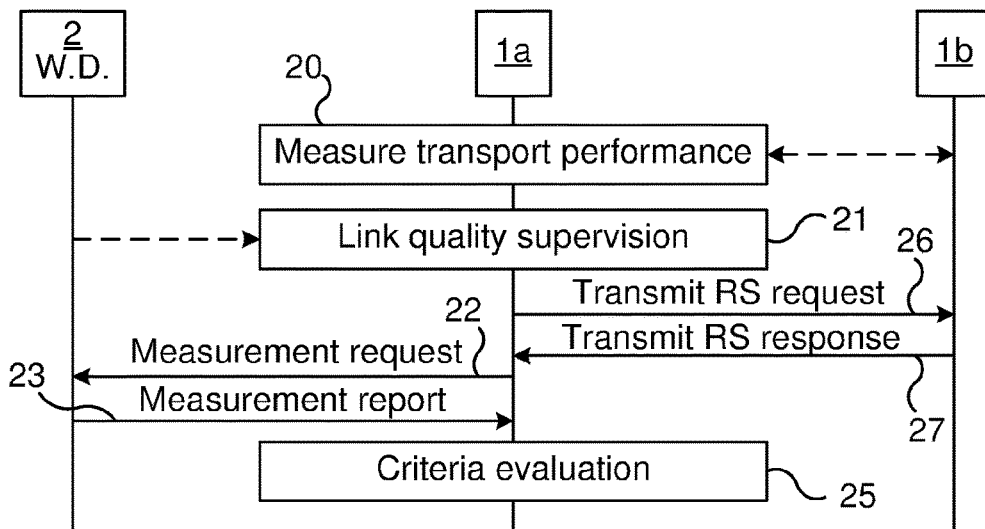 2
W.D.
1a
1b
20
Measure transport performance
Link quality supervision
21
Transmit RS request
26
22
Transmit RS response
Measurement request
23
Measurement report
27
Criteria evaluation
25